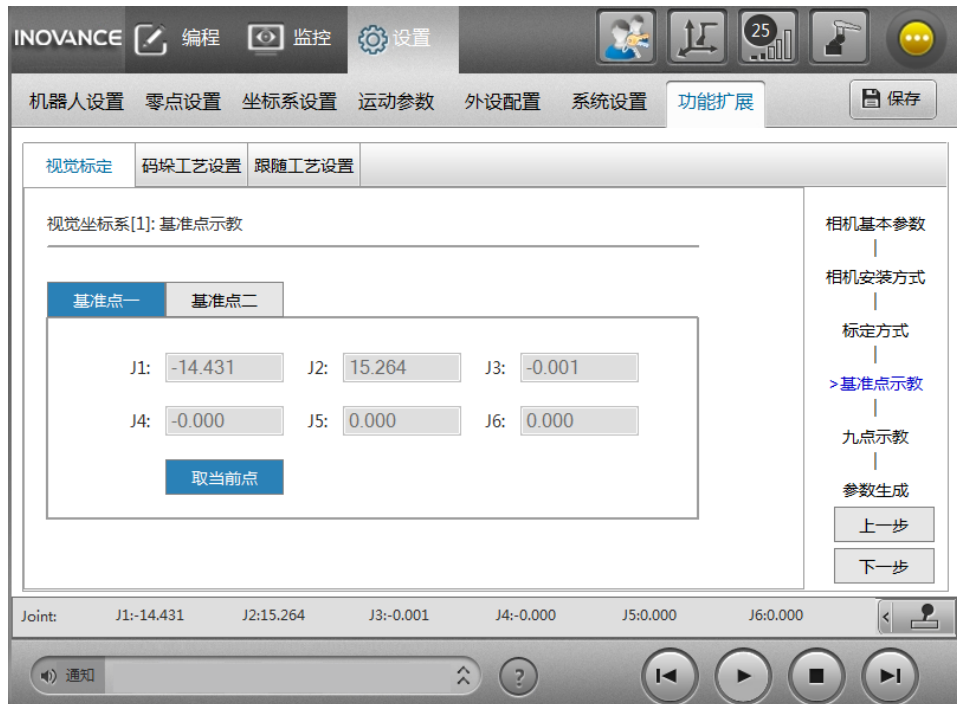 INOVANCE 编程 监控 设置 25
机器人设置 零点设置 坐标系设置 运动参数 外设配置 系统设置 功能扩展 保存
视觉标定 码垛工艺设置 跟随工艺设置
视觉坐标系[1]: 基准点示教
基准点一 基准点二
J1: -14.431 J2: 15.264 J3: -0.001
J4: -0.000 J5: 0.000 J6: 0.000
取当前点
相机基本参数
相机安装方式
标定方式
>基准点示教
九点示教
参数生成
上一步
下一步
Joint: J1:-14.431 J2:15.264 J3:-0.001 J4:-0.000 J5:0.000 J6:0.000 <
通知 ?